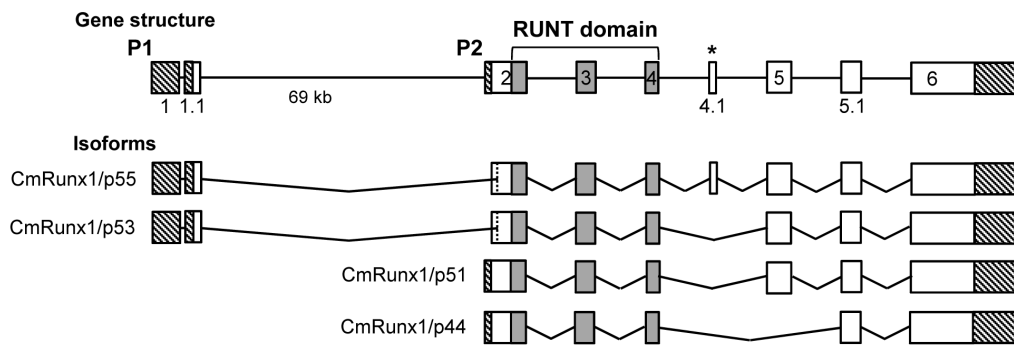 Gene structure
P1
P2
RUNT domain
*
2 3 4 5 6
1 1.1 69 kb 4.1 5.1
Isoforms
CmRunx1/p55
CmRunx1/p53
CmRunx1/p51
CmRunx1/p44